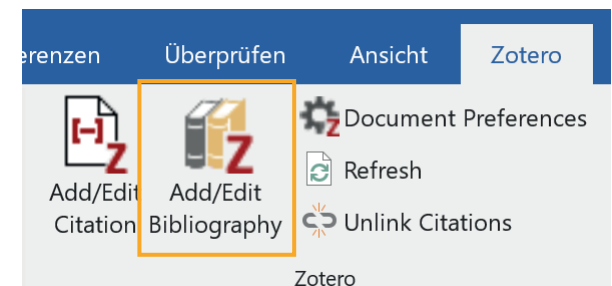 erenzen Überprüfen Ansicht Zotero
Add/Edit Citation
Add/Edit Bibliography
Document Preferences
Refresh
Unlink Citations
Zotero